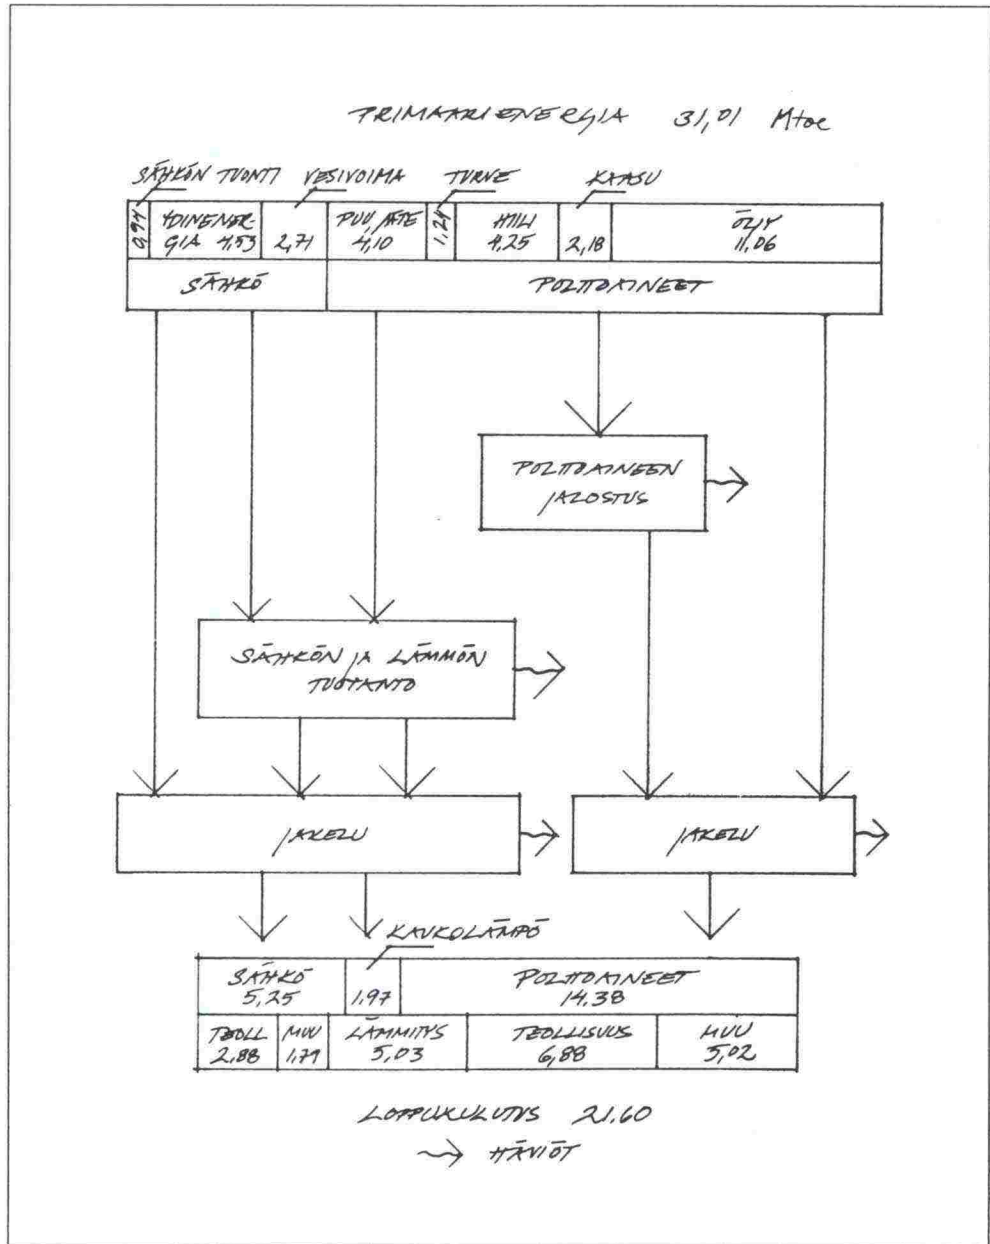 PRIMÄÄRIENERGIA 31,01 Mtoe
SÄHKÖN TUONTI VESIVOIMA TURVE KAASU
0,94
YDINENER-
GIA 4,53
2,71
PUU, JÄTE
4,10
1,24
HIILI
4,25
2,18
ÖLJY
11,06
SÄHKÖ POLTTOAINEET
POLTTOAINEEN
JALOSTUS
SÄHKÖN JA LÄMMÖN
TUOTANTO
JAKELU JAKELU
KAUKOLÄMPÖ
SÄHKÖ
5,25
1,97
POLTTOAINEET
14,38
TEOLL
2,88
MUU
1,79
LÄMMITYS
5,03
TEOLLISUUS
6,88
MUU
5,02
LOPPUKULUTUS 21,60
HÄVIÖT